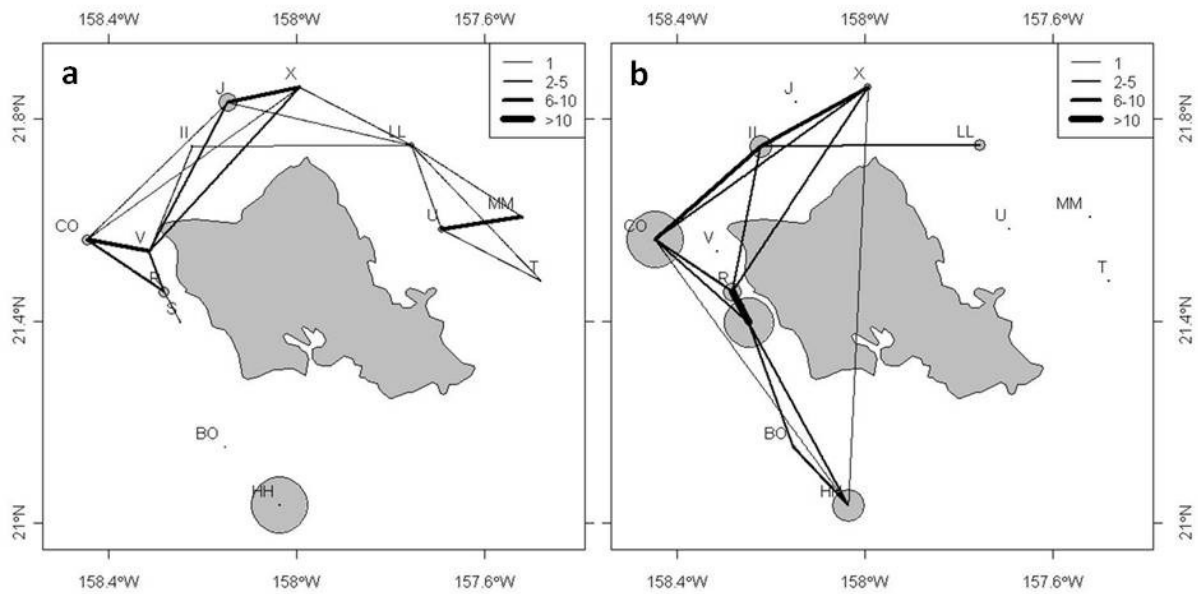 158.4°W 158°W 157.6°W 158.4°W 158°W 157.6°W
a
1
2-5
6-10
>10
b
1
2-5
6-10
>10
21.8°N
21.4°N
21°N
21.8°N
21.4°N
21°N
X
J
II
LL
MM
U
CO
V
T
R
S
BO
HH
X
J
II
LL
MM
U
CO
V
T
R
BO
HH
158.4°W 158°W 157.6°W 158.4°W 158°W 157.6°W